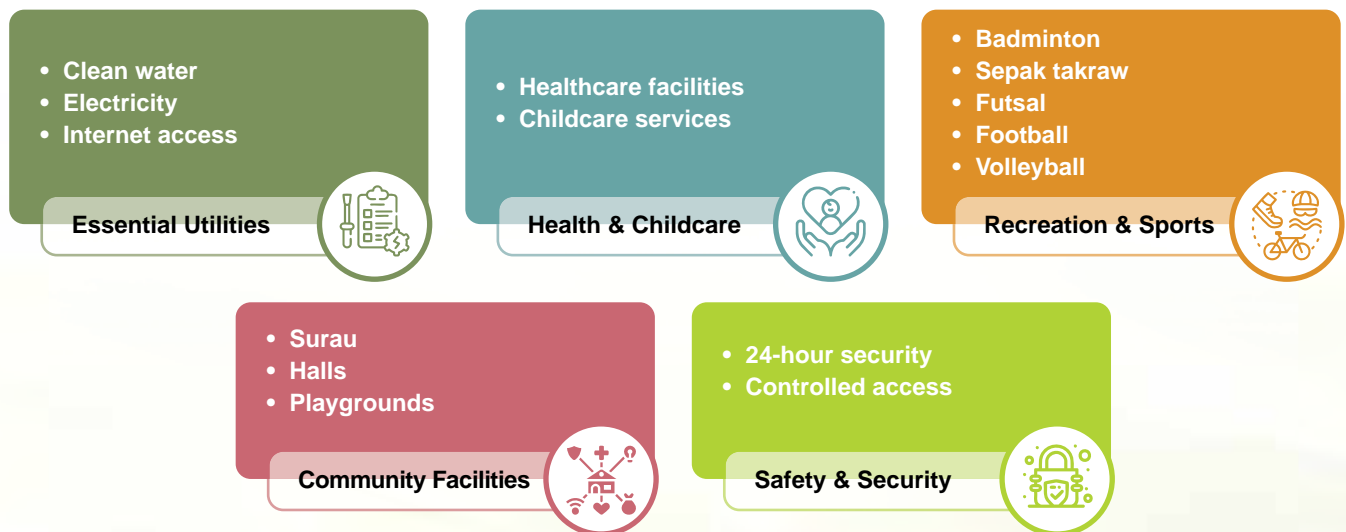 • Clean water
• Electricity
• Internet access
Essential Utilities
• Healthcare facilities
• Childcare services
Health & Childcare
• Badminton
• Sepak takraw
• Futsal
• Football
• Volleyball
Recreation & Sports
• Surau
• Halls
• Playgrounds
Community Facilities
• 24-hour security
• Controlled access
Safety & Security